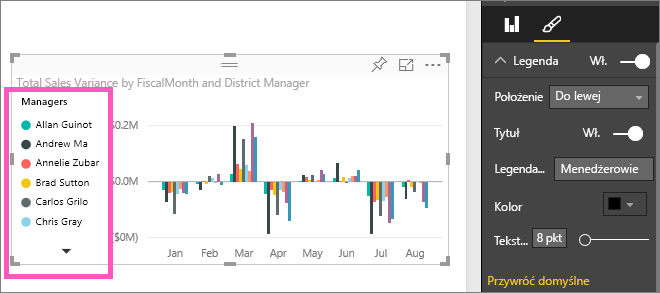 Total Sales Variance by FiscalMonth and District Manager
Managers
Allan Guinot
Andrew Ma
Annelie Zubar
Brad Sutton
Carlos Grilo
Chris Gray
$0.2M
$0.0M
($0M)
Jan Feb Mar Apr May Jun Jul Aug
Legenda Wł.
Położenie Do lewej
Tytuł Wł.
Legenda... Menedżerowie
Kolor
Tekst... 8 pkt
Przywróć domyślne